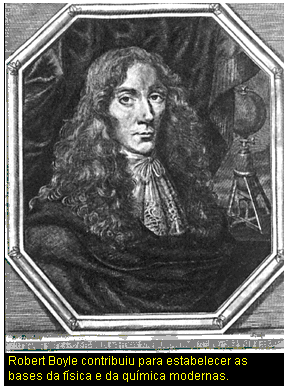 Robert Boyle contribuiu para estabelecer as
bases da física e da química modernas.